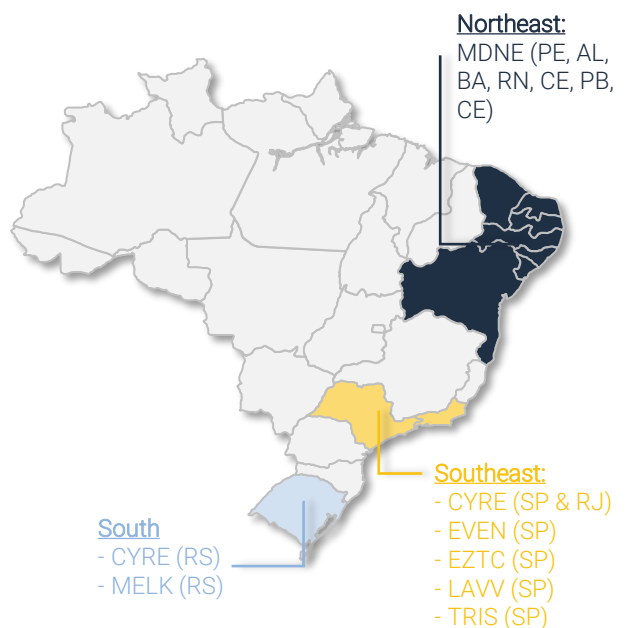 Northeast:
MDNE (PE, AL,
BA, RN, CE, PB,
CE)
Southeast:
- CYRE (SP & RJ)
- EVEN (SP)
- EZTC (SP)
- LAVV (SP)
- TRIS (SP)
South
- CYRE (RS)
- MELK (RS)